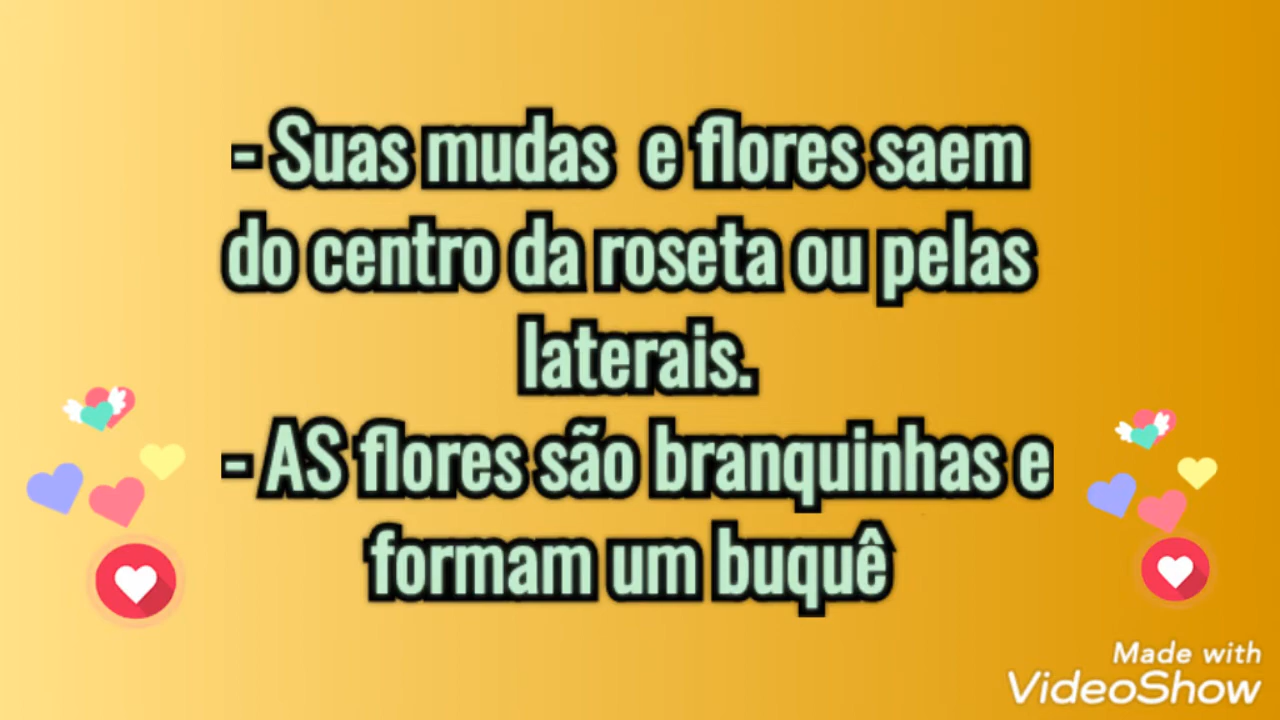 - Suas mudas e flores saem
do centro da roseta ou pelas
laterais.
- AS flores são branquinhas e
formam um buquê
Made with
VideoShow